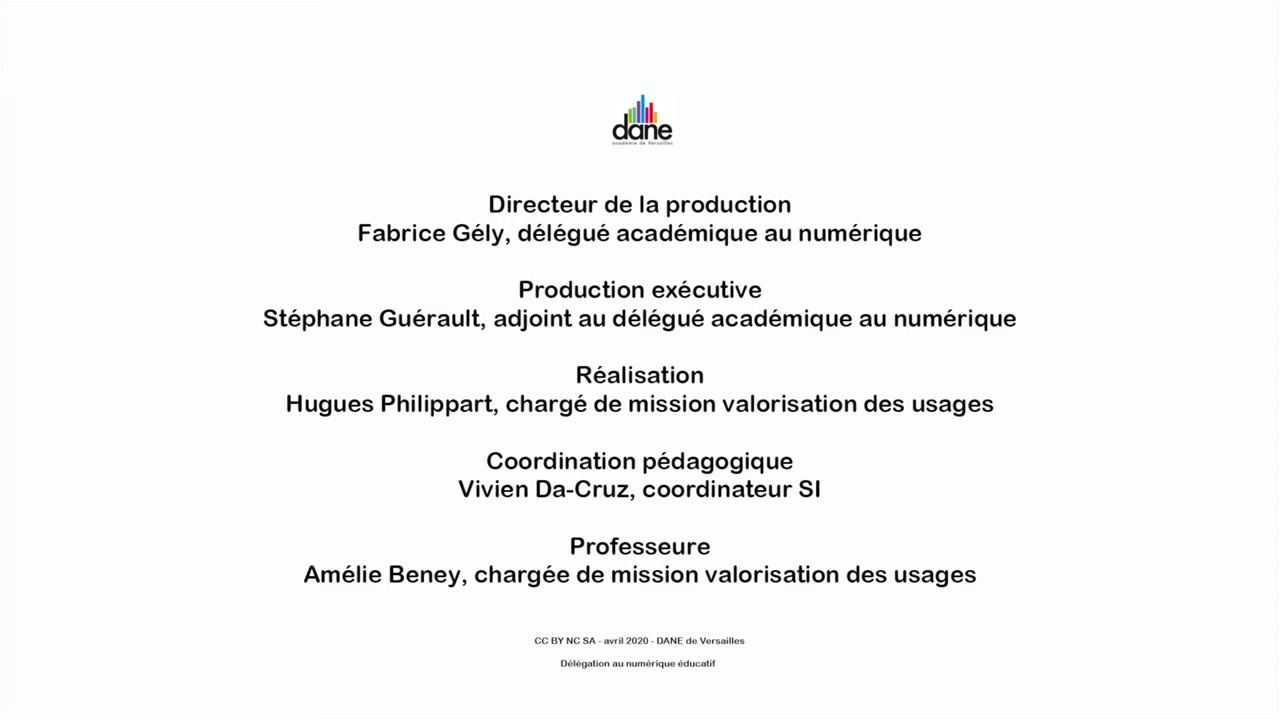 dane
académie de Versailles
Directeur de la production
Fabrice Gély, délégué académique au numérique
Production exécutive
Stéphane Guérault, adjoint au délégué académique au numérique
Réalisation
Hugues Philippart, chargé de mission valorisation des usages
Coordination pédagogique
Vivien Da-Cruz, coordinateur SI
Professeure
Amélie Beney, chargée de mission valorisation des usages
CC BY NC SA - avril 2020 - DANE de Versailles
Délégation au numérique éducatif